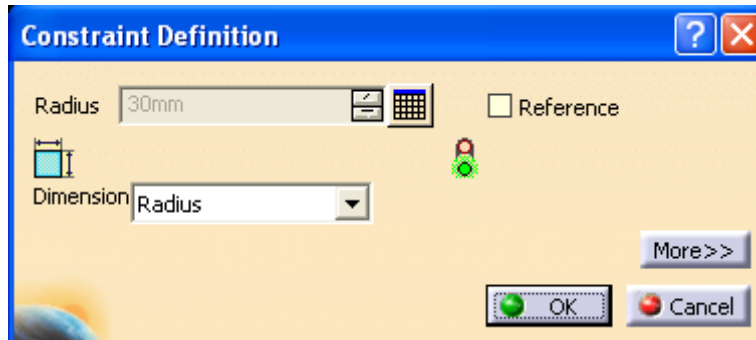 Constraint Definition
?
Radius 30mm Reference
Dimension Radius
More>>
OK Cancel